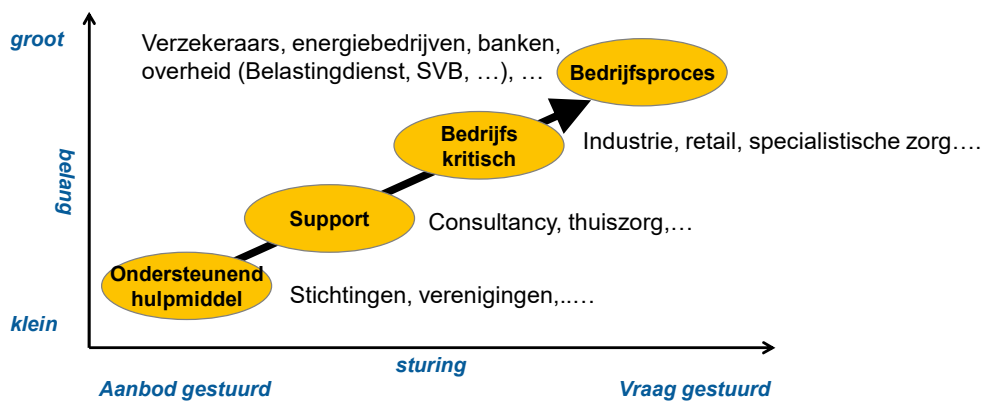 groot
Verzekeraars, energiebedrijven, banken,
overheid (Belastingdienst, SVB, …), …
Bedrijfsproces
Bedrijfs
kritisch
Industrie, retail, specialistische zorg….
belang
Support
Consultancy, thuiszorg,…
Ondersteunend
hulpmiddel
Stichtingen, verenigingen,..…
klein
sturing
Aanbod gestuurd
Vraag gestuurd